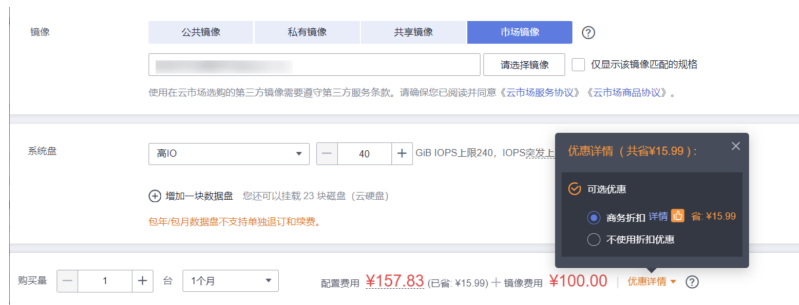 镜像 公共镜像 私有镜像 共享镜像 市场镜像 ?
请选择镜像 仅显示该镜像匹配的规格
使用在云市场选购的第三方镜像需要遵守第三方服务条款。请确保您已阅读并同意《云市场服务协议》《云市场商品协议》。
系统盘 高IO − 40 + GiB IOPS上限240，IOPS突发上
增加一块数据盘 您还可以挂载 23 块磁盘（云硬盘）
包年/包月数据盘不支持单独退订和续费。
优惠详情（共省¥15.99）:
可选优惠
商务折扣 详情 省: ¥15.99
不使用折扣优惠
购买量 − 1 + 台 1个月 配置费用 ¥157.83 (已省: ¥15.99) + 镜像费用 ¥100.00 优惠详情 ?